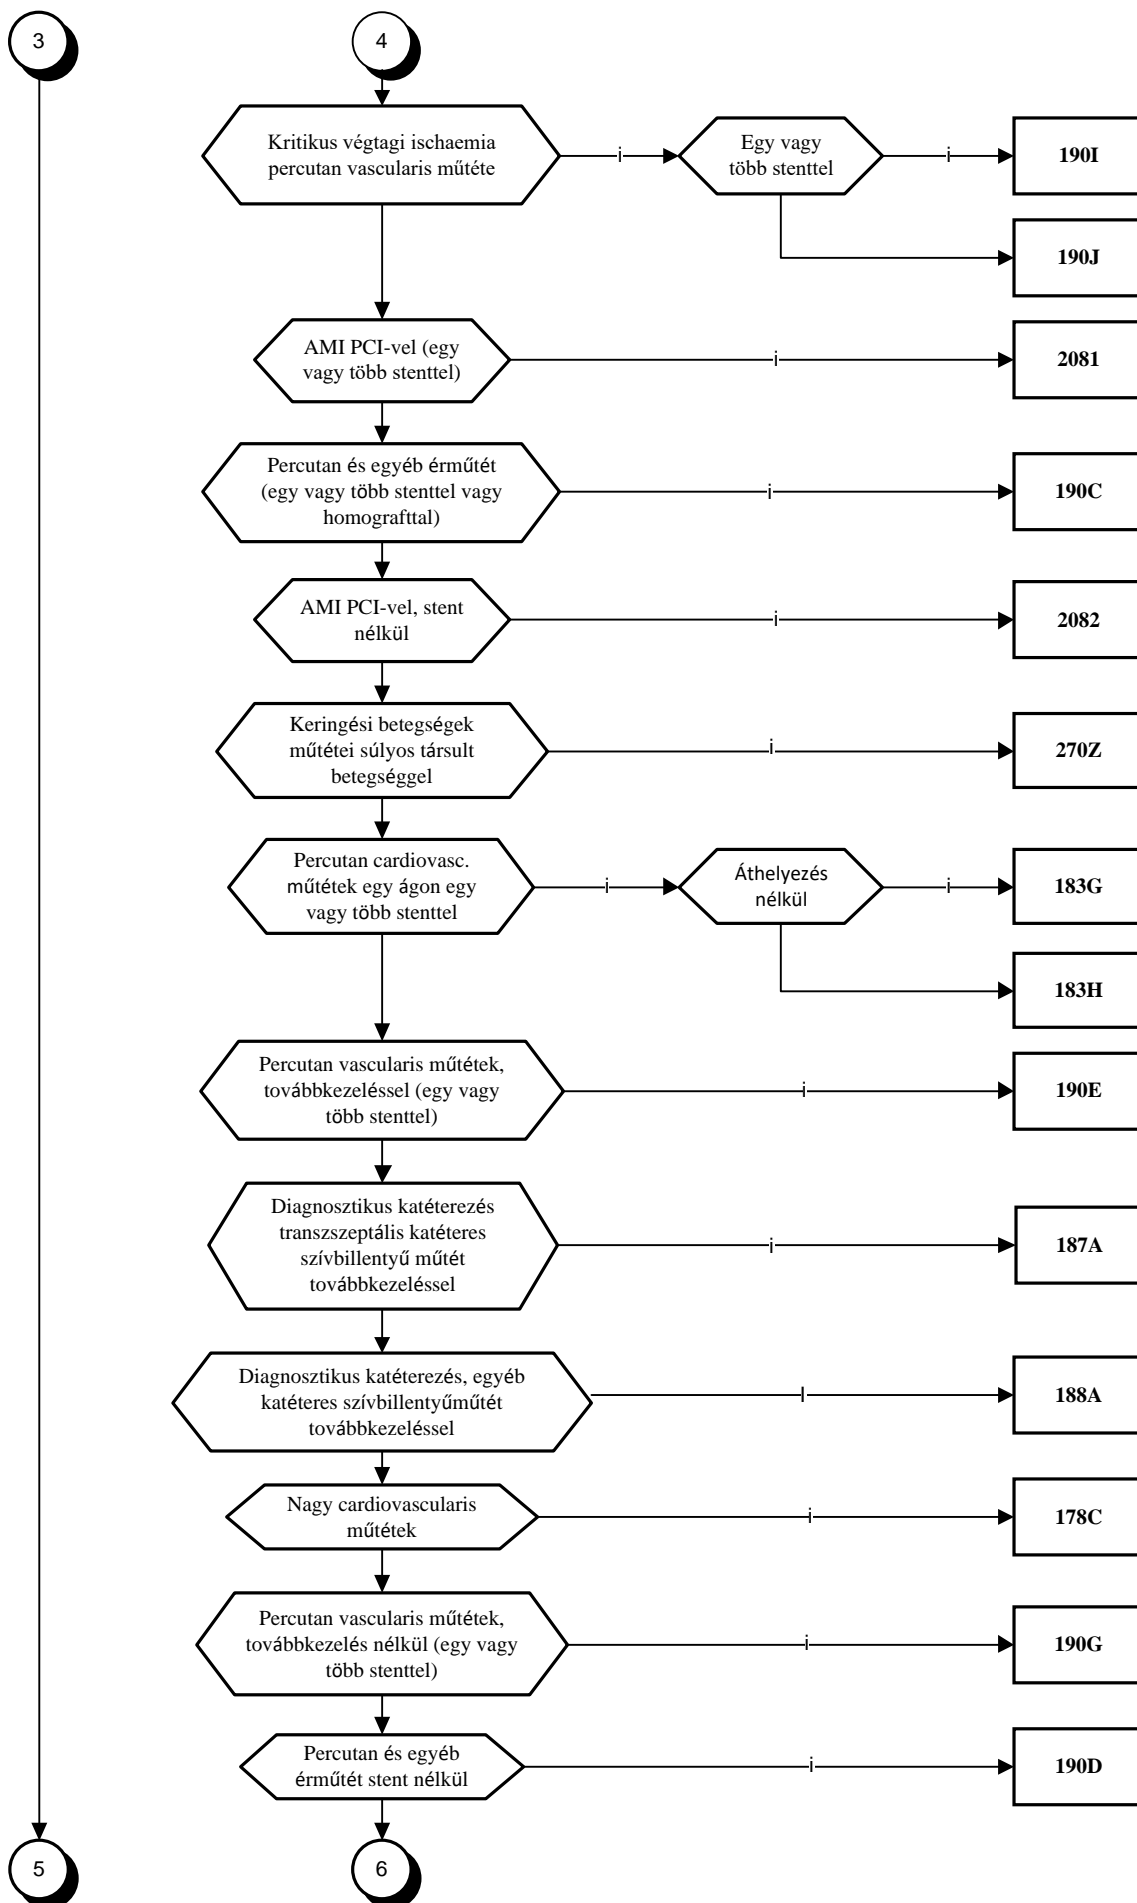 3
4
Kritikus végtagi ischaemia
percutan vascularis műtéte
i
Egy vagy
több stenttel
i
190I
190J
AMI PCI-vel (egy
vagy több stenttel)
i
2081
Percutan és egyéb érműtét
(egy vagy több stenttel vagy
homografttal)
i
190C
AMI PCI-vel, stent
nélkül
i
2082
Keringési betegségek
műtétei súlyos társult
betegséggel
i
270Z
Percutan cardiovasc.
műtétek egy ágon egy
vagy több stenttel
i
Áthelyezés
nélkül
i
183G
183H
Percutan vascularis műtétek,
továbbkezeléssel (egy vagy
több stenttel)
i
190E
Diagnosztikus katéterezés
transzszeptális katéteres
szívbillentyű műtét
továbbkezeléssel
i
187A
Diagnosztikus katéterezés, egyéb
katéteres szívbillentyűműtét
továbbkezeléssel
I
188A
Nagy cardiovascularis
műtétek
i
178C
Percutan vascularis műtétek,
továbbkezelés nélkül (egy vagy
több stenttel)
i
190G
Percutan és egyéb
érműtét stent nélkül
i
190D
5
6